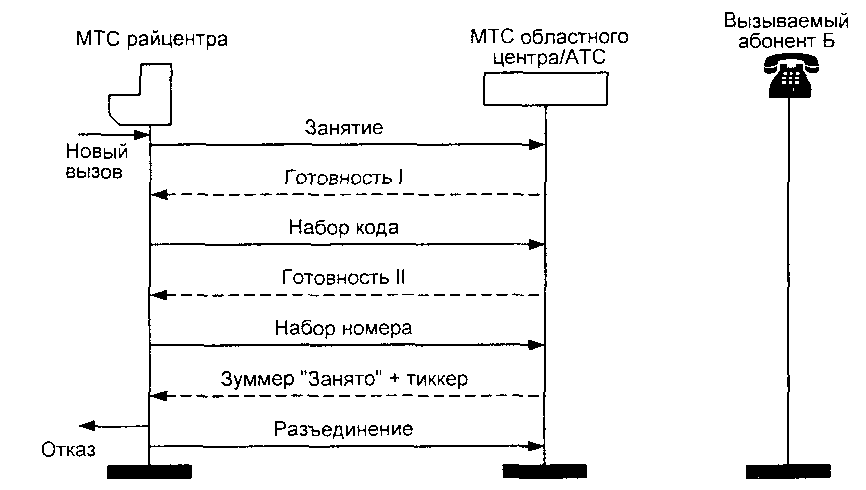 МТС райцентра
МТС областного
центра/АТС
Вызываемый
абонент Б
Новый
вызов
Занятие
Готовность I
Набор кода
Готовность II
Набор номера
Зуммер "Занято" + тиккер
Отказ
Разъединение